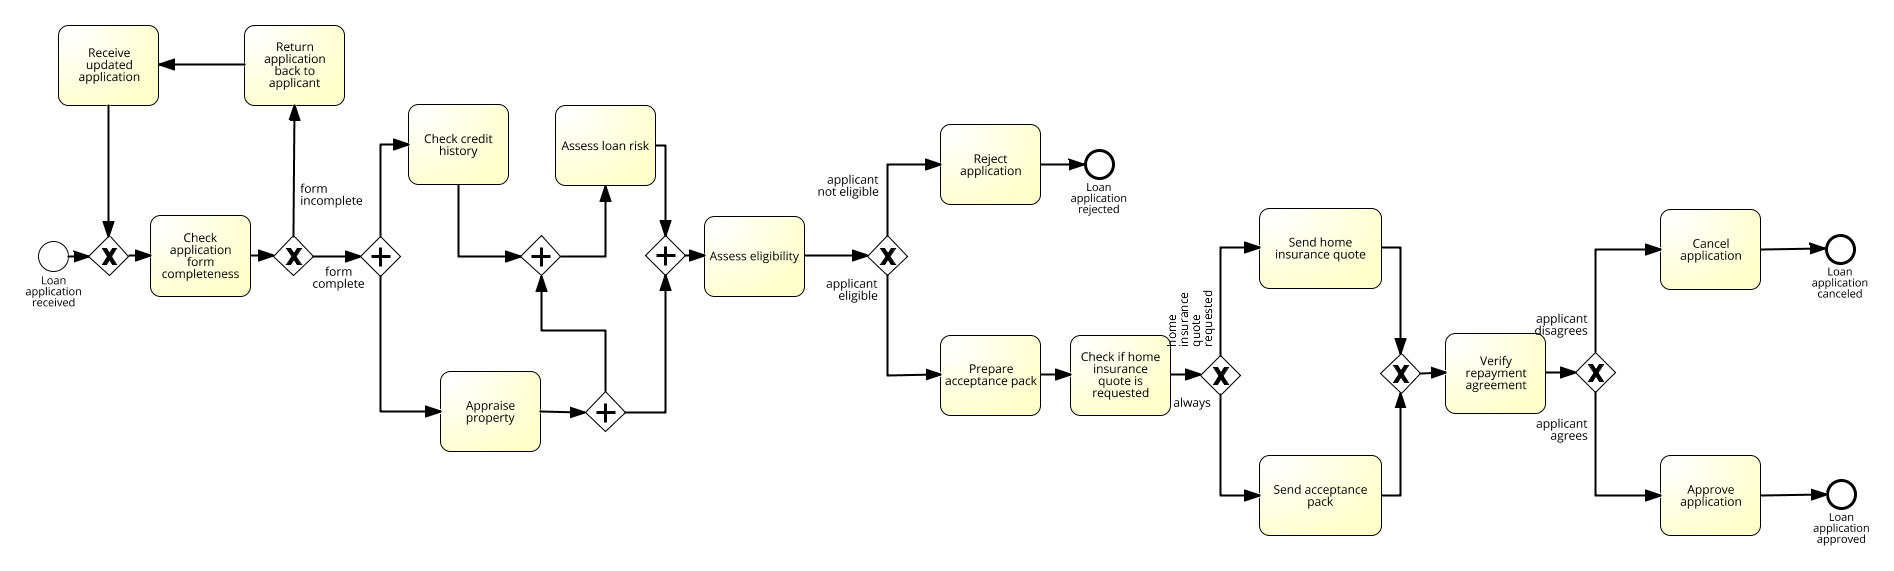 Receive
updated
application
Return
application
back to
applicant
Check credit
history
Assess loan risk
Reject
application
Loan
application
rejected
applicant
not eligible
form
incomplete
Check
application
form
completeness
Loan
application
received
form
complete
Assess eligibility
applicant
eligible
Send home
insurance quote
Cancel
application
Loan
application
canceled
home
insurance
quote
requested
applicant
disagrees
Prepare
acceptance pack
Check if home
insurance
quote is
requested
always
Verify
repayment
agreement
Appraise
property
applicant
agrees
Send acceptance
pack
Approve
application
Loan
application
approved